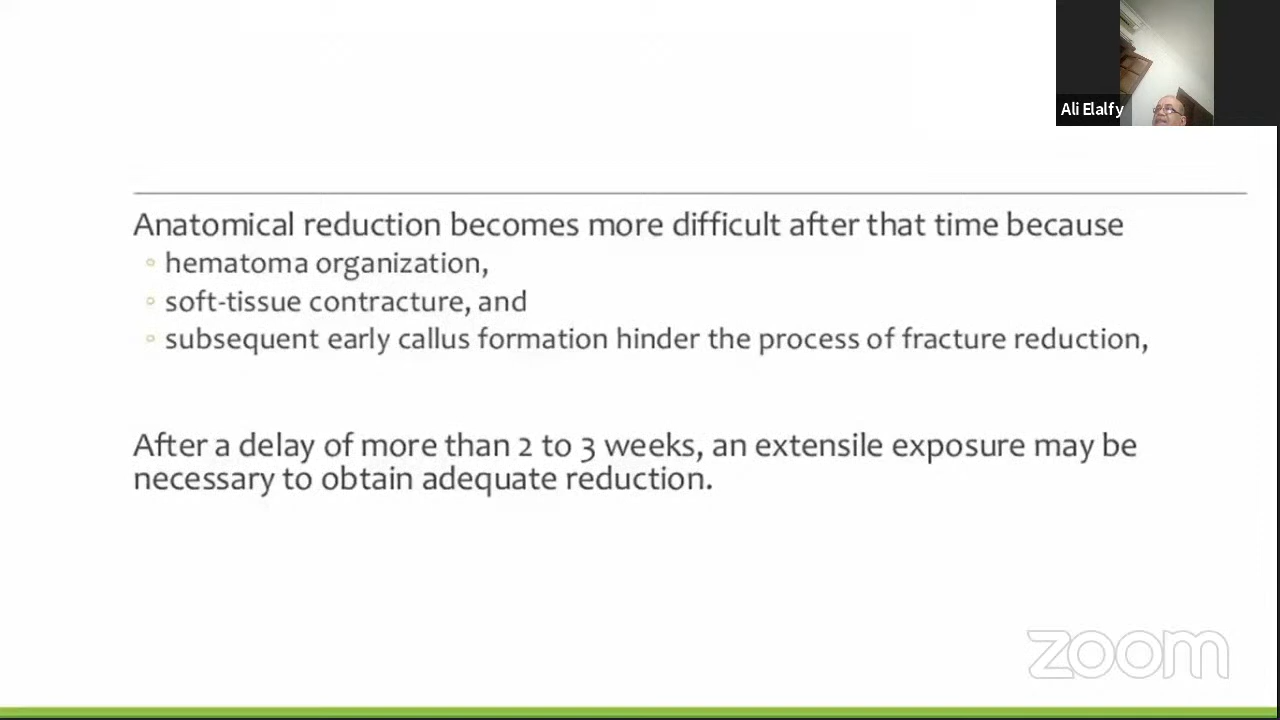 Ali Elalfy
Anatomical reduction becomes more difficult after that time because
hematoma organization,
soft-tissue contracture, and
subsequent early callus formation hinder the process of fracture reduction,
After a delay of more than 2 to 3 weeks, an extensile exposure may be
necessary to obtain adequate reduction.
zoom